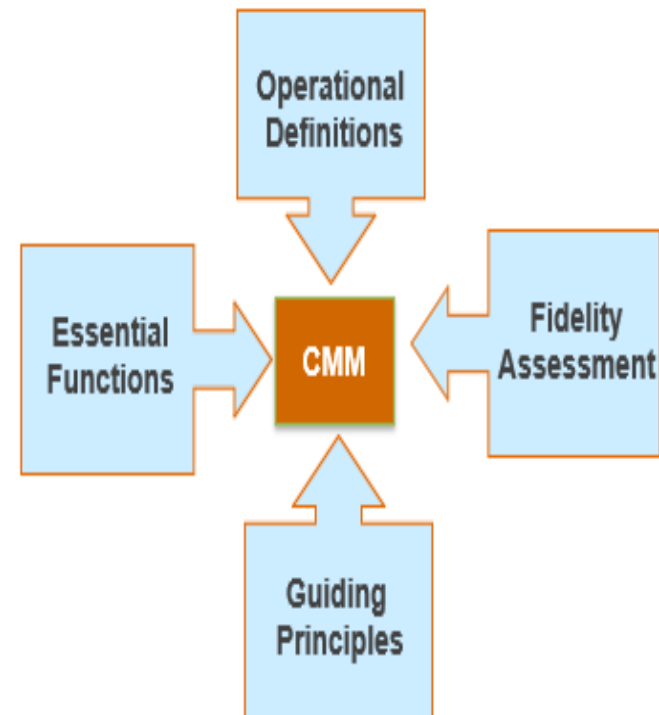 Operational
Definitions
Essential
Functions
CMM
Fidelity
Assessment
Guiding
Principles